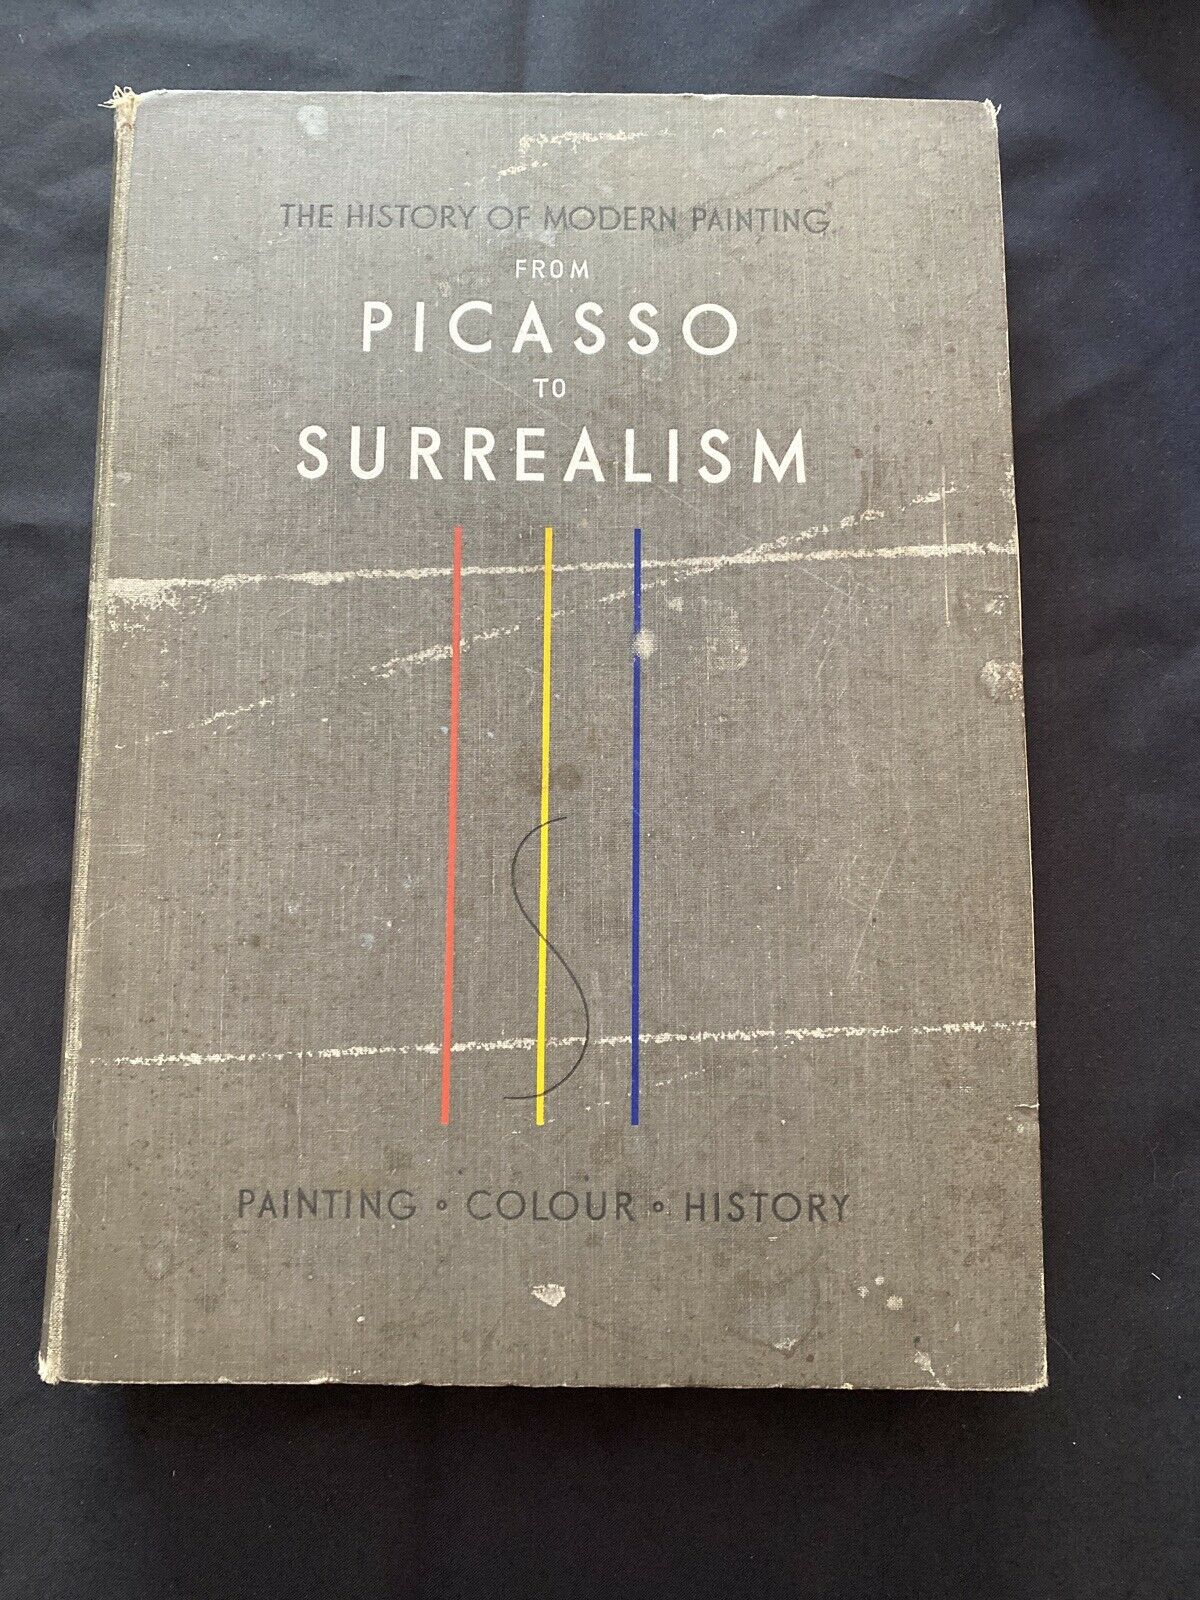 THE HISTORY OF MODERN PAINTING
FROM
PICASSO
TO
SURREALISM
PAINTING • COLOUR • HISTORY